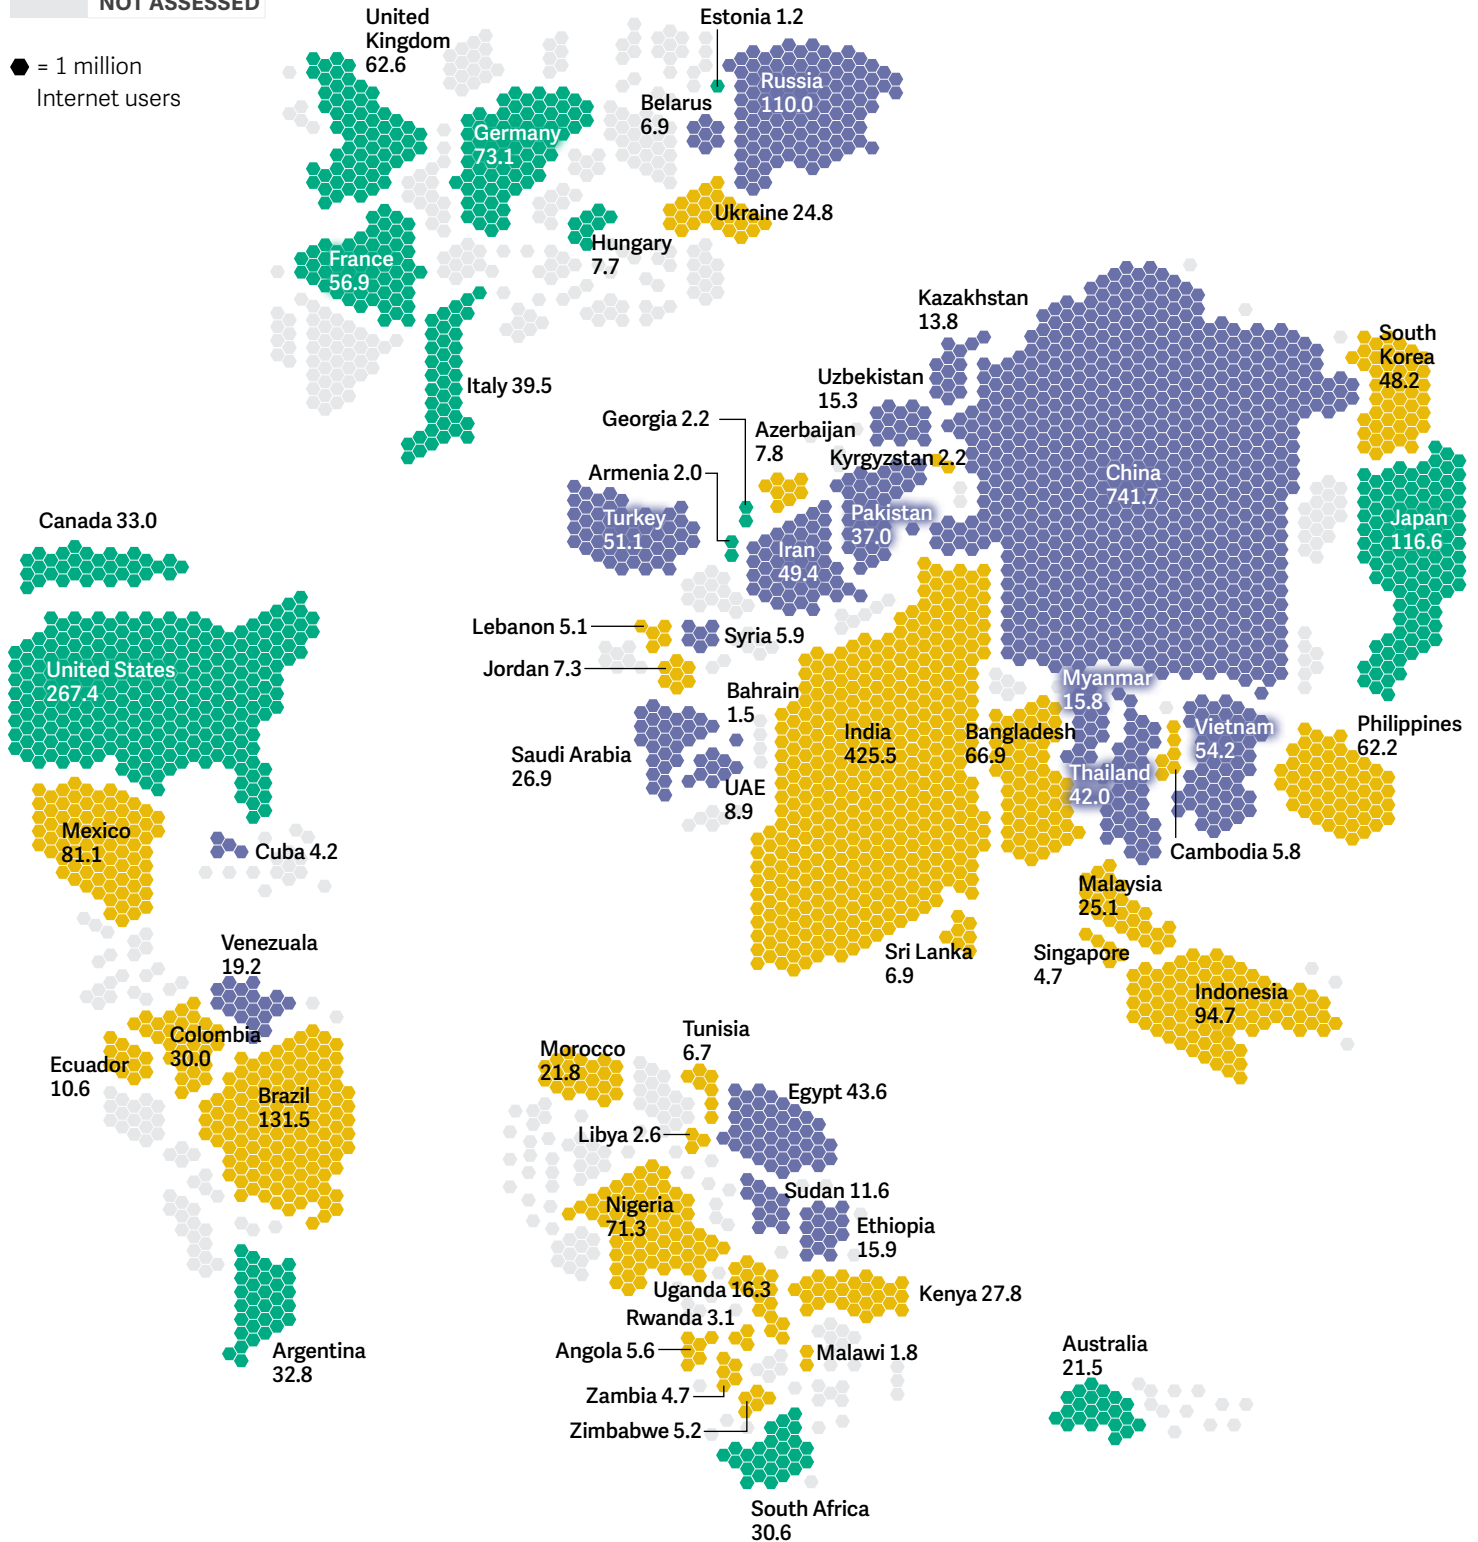 NOT ASSESSED
= 1 million
Internet users
United
Kingdom
62.6
Estonia 1.2
Russia
110.0
Belarus
6.9
Germany
73.1
Ukraine 24.8
Hungary
7.7
France
56.9
Italy 39.5
Kazakhstan
13.8
South
Korea
48.2
Uzbekistan
15.3
Georgia 2.2
Azerbaijan
7.8
Kyrgyzstan 2.2
Armenia 2.0
China
741.7
Canada 33.0
Turkey
51.1
Pakistan
37.0
Iran
49.4
Japan
116.6
Lebanon 5.1
Syria 5.9
Jordan 7.3
United States
267.4
Bahrain
1.5
Myanmar
15.8
India
425.5
Bangladesh
66.9
Vietnam
54.2
Philippines
62.2
Saudi Arabia
26.9
UAE
8.9
Thailand
42.0
Mexico
81.1
Cuba 4.2
Cambodia 5.8
Malaysia
25.1
Sri Lanka
6.9
Singapore
4.7
Indonesia
94.7
Venezuala
19.2
Colombia
30.0
Ecuador
10.6
Brazil
131.5
Morocco
21.8
Tunisia
6.7
Egypt 43.6
Libya 2.6
Sudan 11.6
Nigeria
71.3
Ethiopia
15.9
Uganda 16.3
Kenya 27.8
Rwanda 3.1
Angola 5.6
Malawi 1.8
Argentina
32.8
Australia
21.5
Zambia 4.7
Zimbabwe 5.2
South Africa
30.6